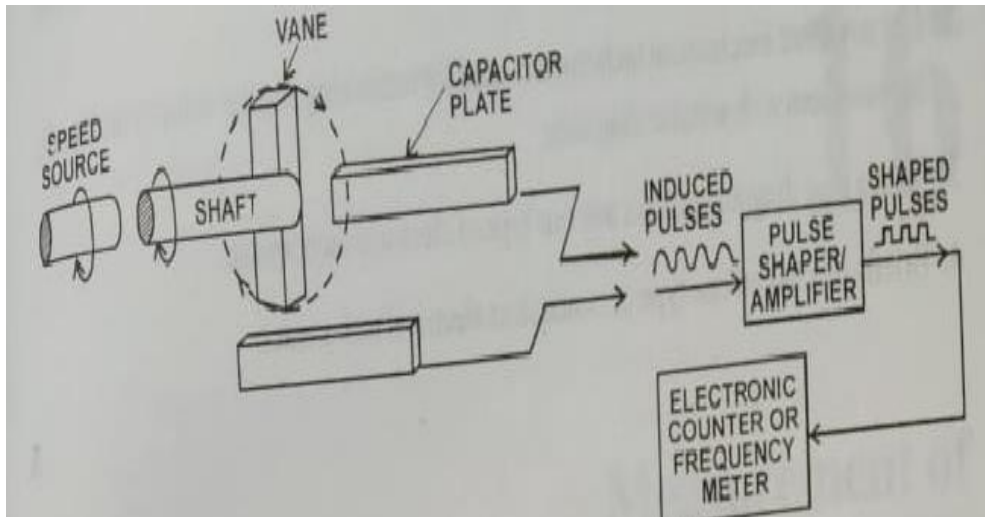 VANE
CAPACITOR
PLATE
SPEED
SOURCE
SHAFT
INDUCED
PULSES
SHAPED
PULSES
PULSE
SHAPER/
AMPLIFIER
ELECTRONIC
COUNTER OR
FREQUENCY
METER